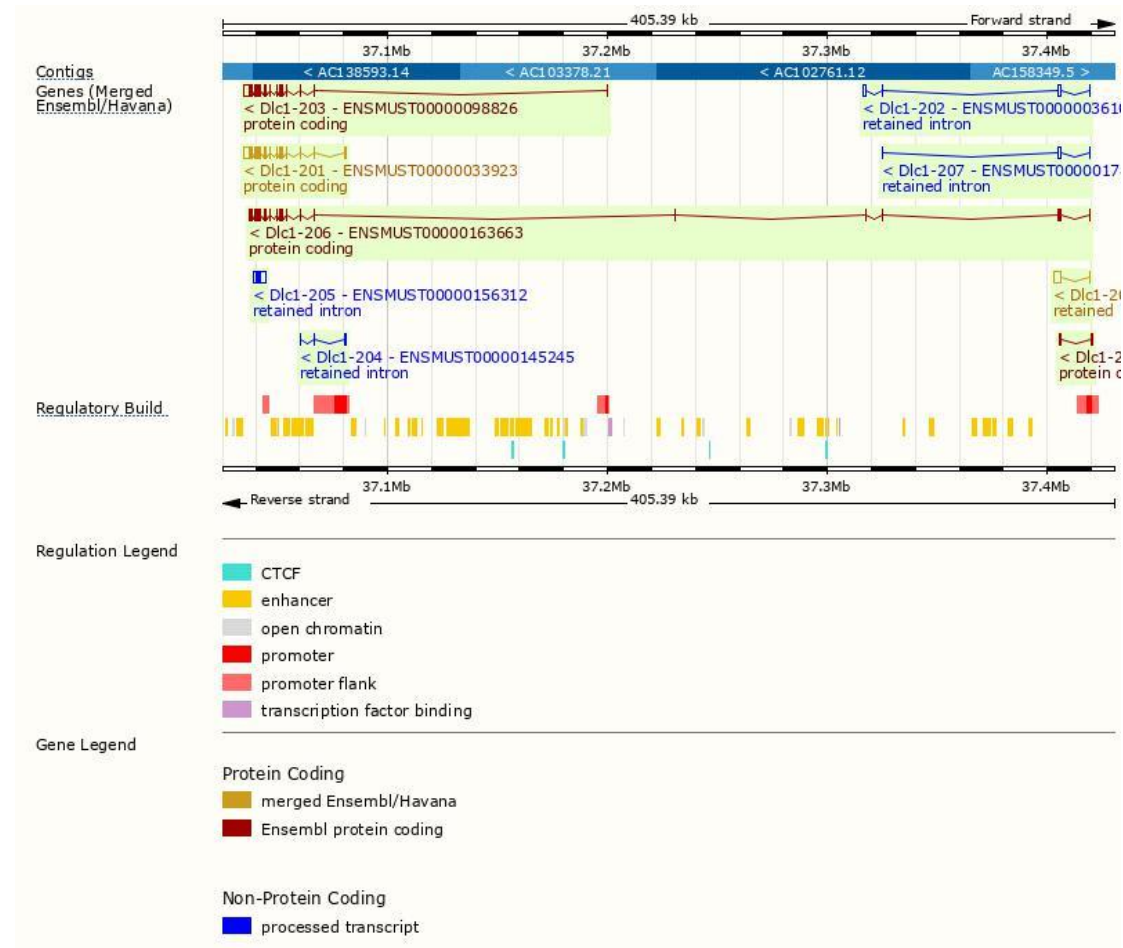 405.39 kb Forward strand
37.1Mb 37.2Mb 37.3Mb 37.4Mb
Contigs < AC138593.14 < AC103378.21 < AC102761.12 AC158349.5 >
Genes (Merged
Ensembl/Havana)
< Dlc1-203 - ENSMUST00000098826 < Dlc1-202 - ENSMUST0000003610
protein coding retained intron
< Dlc1-201 - ENSMUST00000033923 < Dlc1-207 - ENSMUST0000017
protein coding retained intron
< Dlc1-206 - ENSMUST00000163663
protein coding
< Dlc1-205 - ENSMUST00000156312 < Dlc1-20
retained intron retained
< Dlc1-204 - ENSMUST00000145245 < Dlc1-2
retained intron protein c
Regulatory Build
37.1Mb 37.2Mb 37.3Mb 37.4Mb
Reverse strand 405.39 kb
Regulation Legend
CTCF
enhancer
open chromatin
promoter
promoter flank
transcription factor binding
Gene Legend
Protein Coding
merged Ensembl/Havana
Ensembl protein coding
Non-Protein Coding
processed transcript